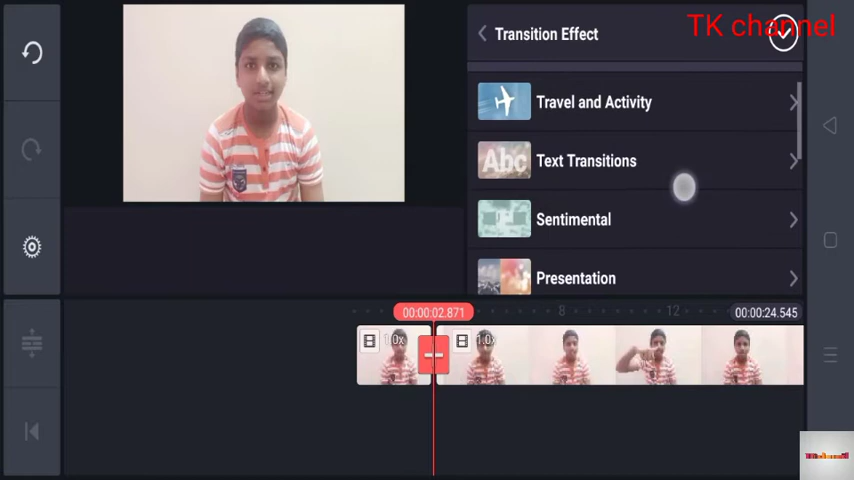 TK channel
Transition Effect
Travel and Activity
Abc
Text Transitions
Sentimental
Presentation
00:00:02.871
8
12
00:00:24.545
1.0x
1.0x